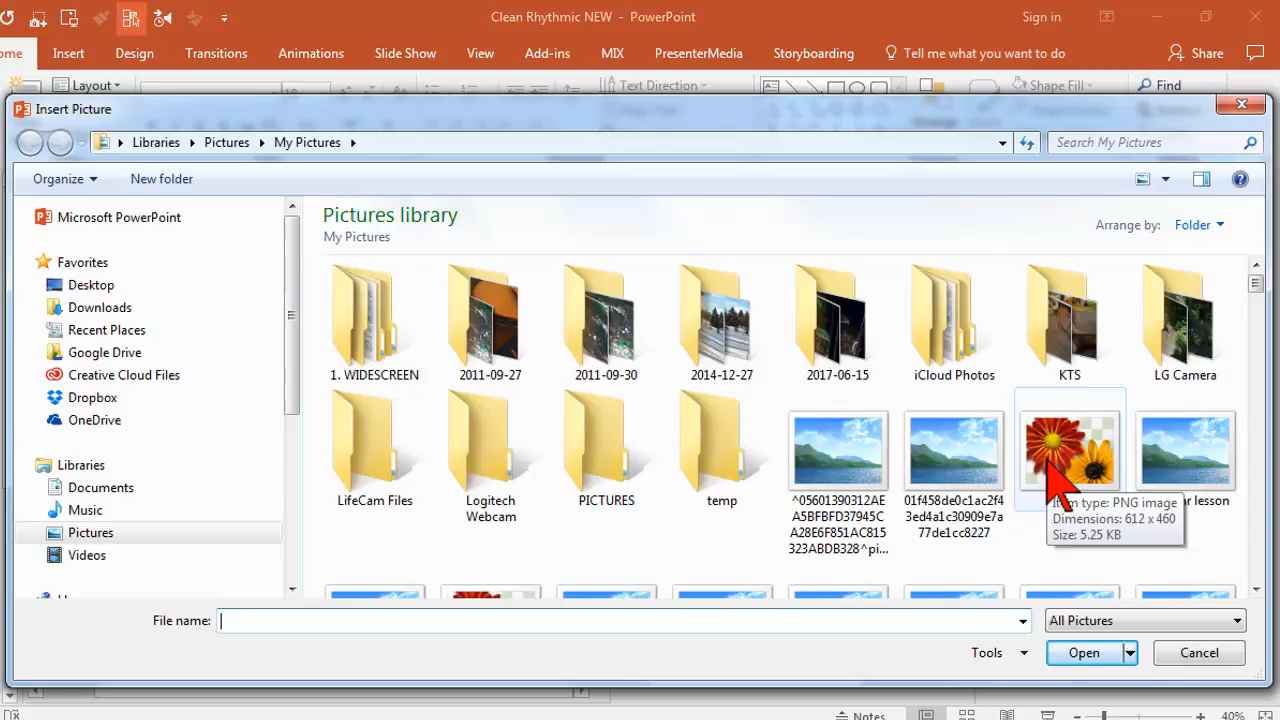 Clean Rhythmic NEW - PowerPoint
Sign in
ome Insert Design Transitions Animations Slide Show View Add-ins MIX PresenterMedia Storyboarding Tell me what you want to do Share
Layout Text Direction Shape Fill Find
Insert Picture
Libraries Pictures My Pictures
Search My Pictures
Organize New folder
Microsoft PowerPoint
Favorites
Desktop
Downloads
Recent Places
Google Drive
Creative Cloud Files
Dropbox
OneDrive
Libraries
Documents
Music
Pictures
Videos
Pictures library
My Pictures
Arrange by: Folder
1. WIDESCREEN 2011-09-27 2011-09-30 2014-12-27 2017-06-15 iCloud Photos KTS LG Camera
LifeCam Files
Logitech
Webcam
PICTURES
temp
^05601390312AE
A5BFBFD37945C
A28E6F851AC815
323ABDB328^pi...
01f458de0c1ac2f4
3ed4a1c30909e7a
77de1cc8227
lesson
Item type: PNG image
Dimensions: 612 x 460
Size: 5.25 KB
File name:
All Pictures
Tools Open Cancel
Notes 40%